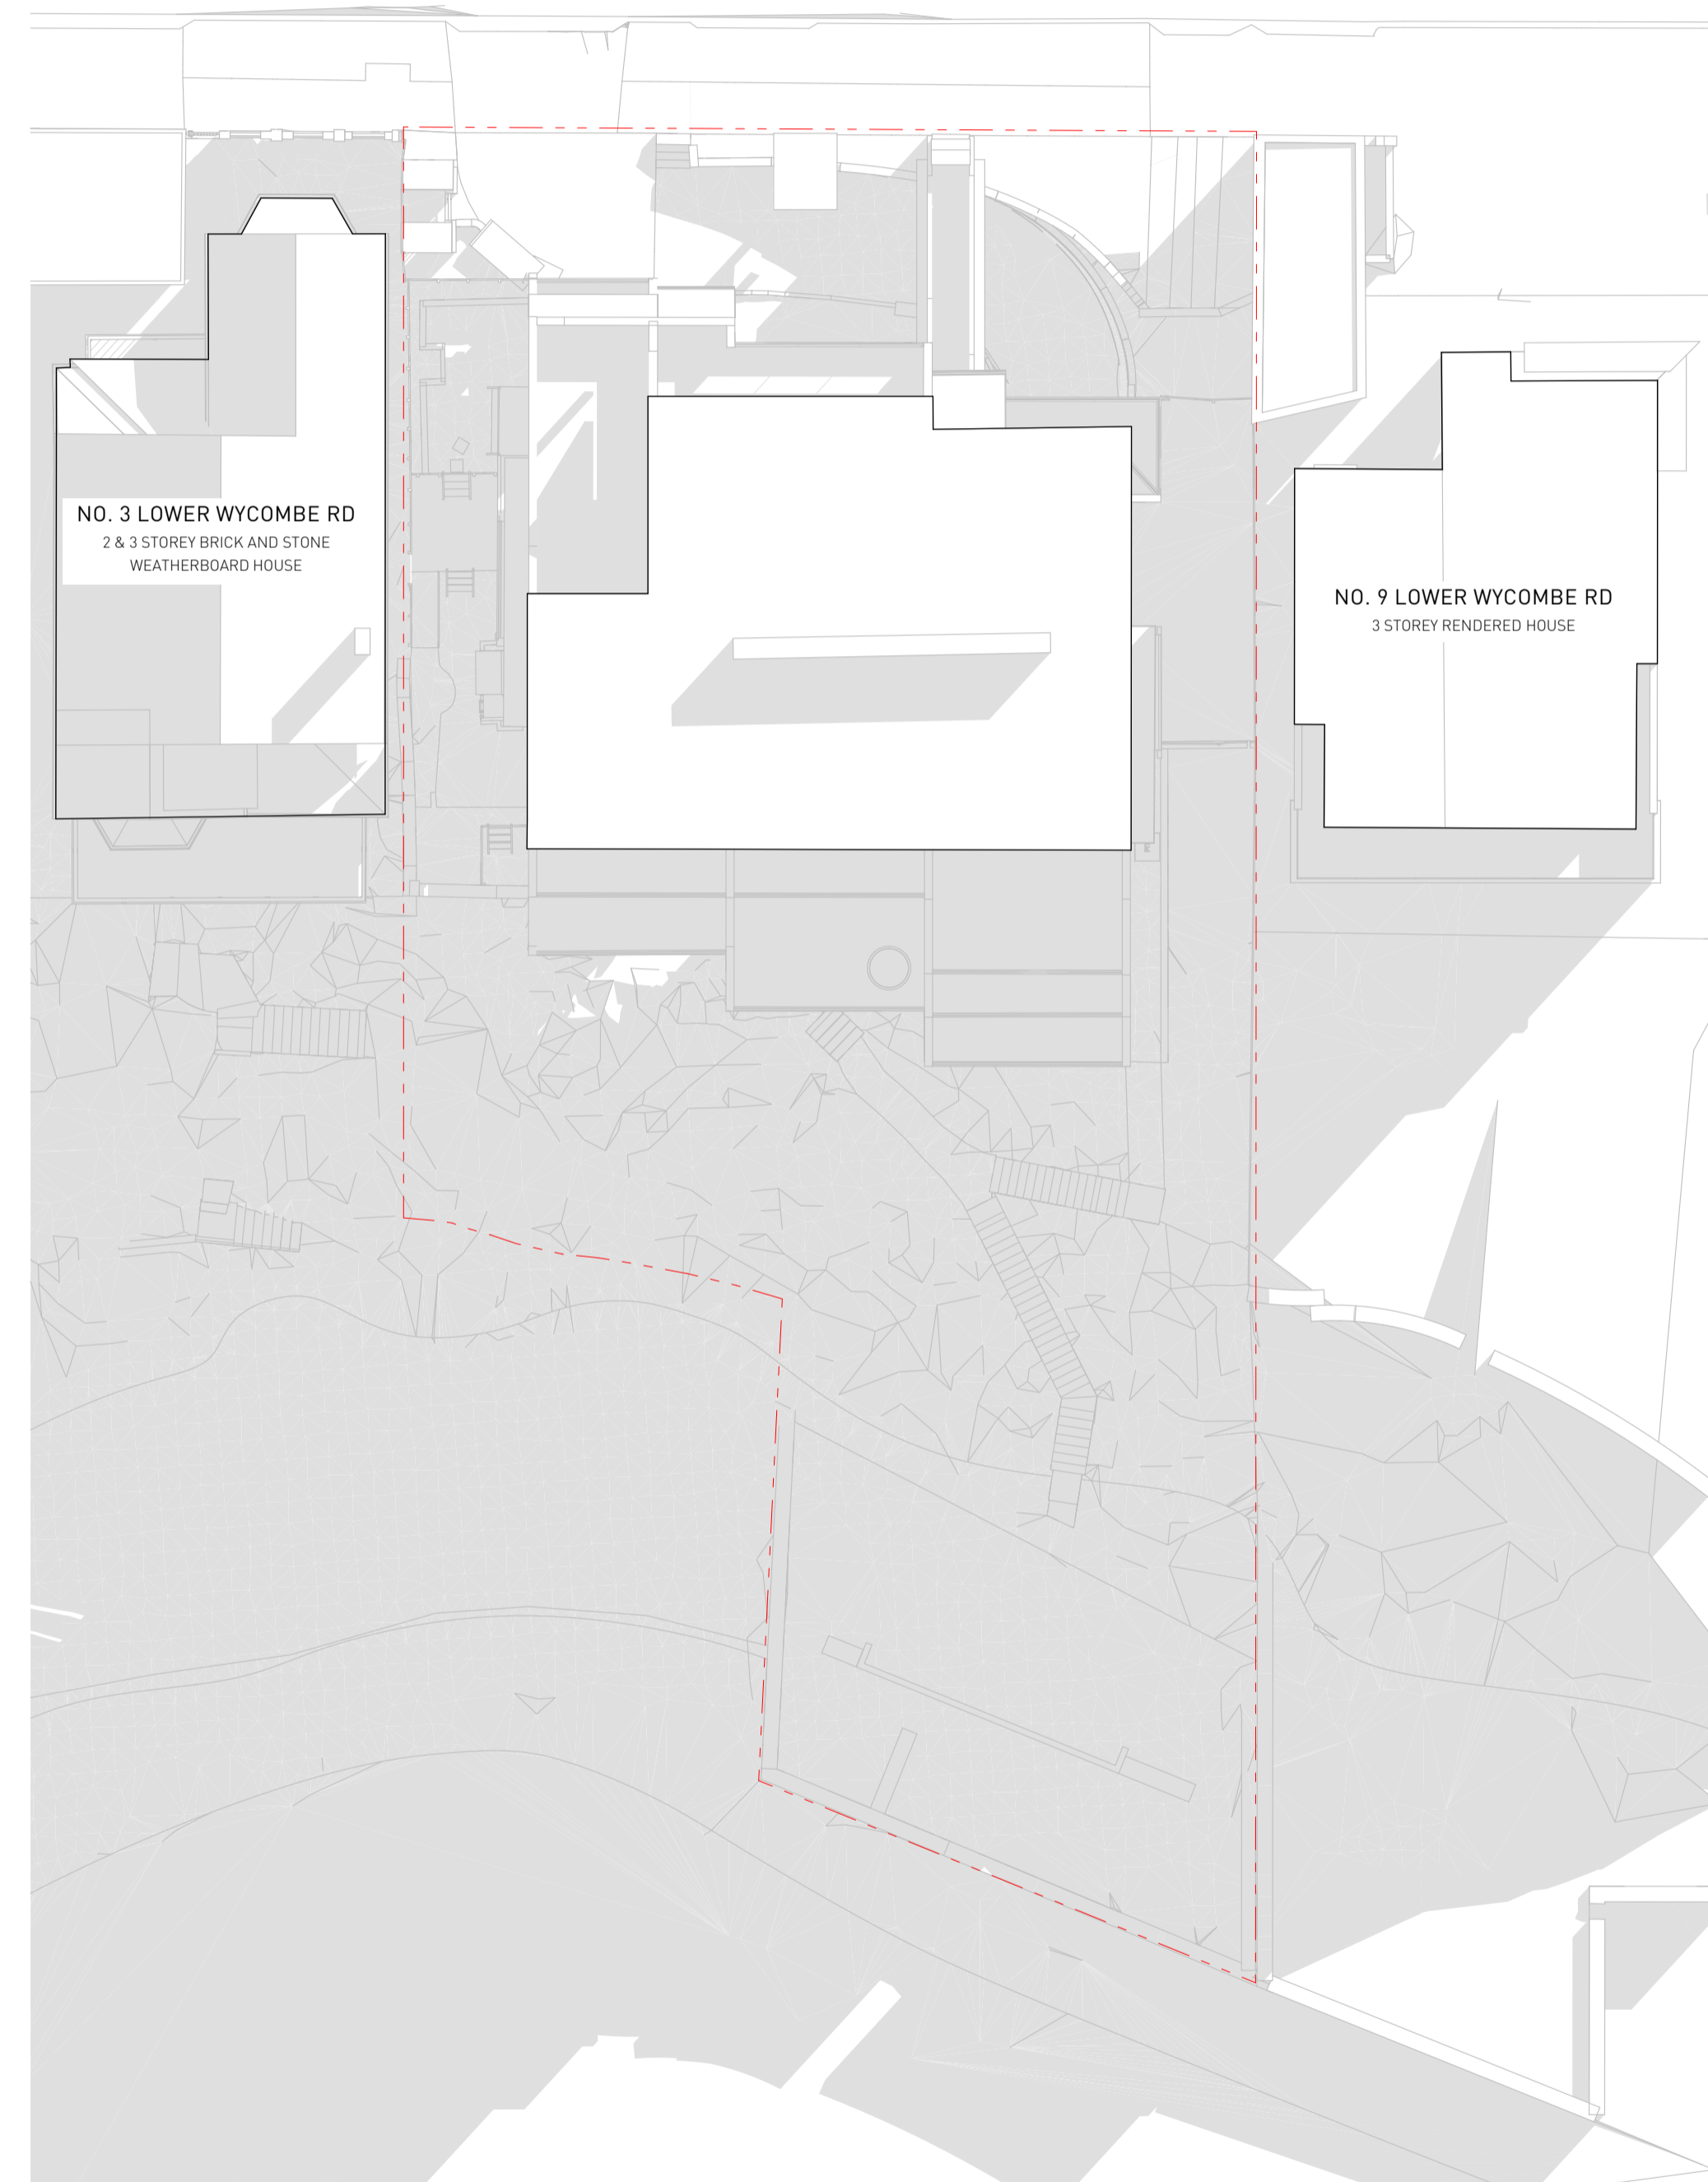 NO. 3 LOWER WYCOMBE RD
2 & 3 STOREY BRICK AND STONE
WEATHERBOARD HOUSE
NO. 9 LOWER WYCOMBE RD
3 STOREY RENDERED HOUSE